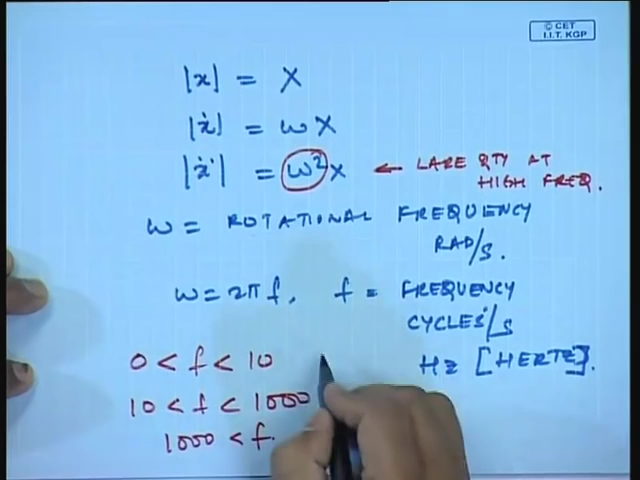 © CET
I.I.T. KGP
|x| = X
|ẋ| = ωX
|ẍ| = ω²X ← LARE QTY AT
HIGH FREQ.
ω = ROTATIONAL FREQUENCY
RAD/S.
ω = 2πf, f = FREQUENCY
CYCLES/S
0 < f < 10 Hz [HERTZ].
10 < f < 1000
1000 < f.